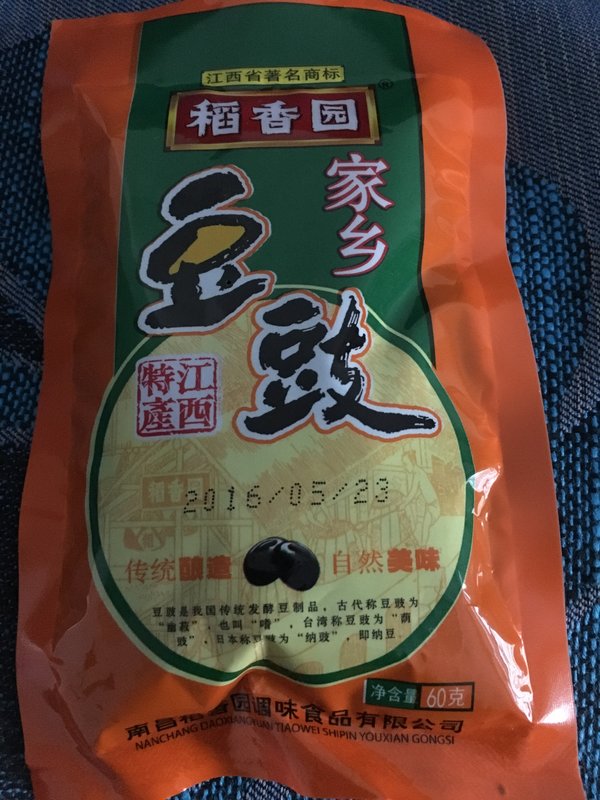 江西省著名商标
稻香园®
家乡
豆豉
江西
特產
稻香园
2016/05/23
传统酿造 自然美味
豆豉是我国传统发酵豆制品，古代称豆豉为
“幽菽”，也叫“嗜”，台湾称豆豉为“荫
豉”，日本称豆豉为“纳豉”，即纳豆
净含量 60克
南昌稻香园调味食品有限公司
NANCHANG DAOXIANGYUAN TIAOWEI SHIPIN YOUXIAN GONGSI